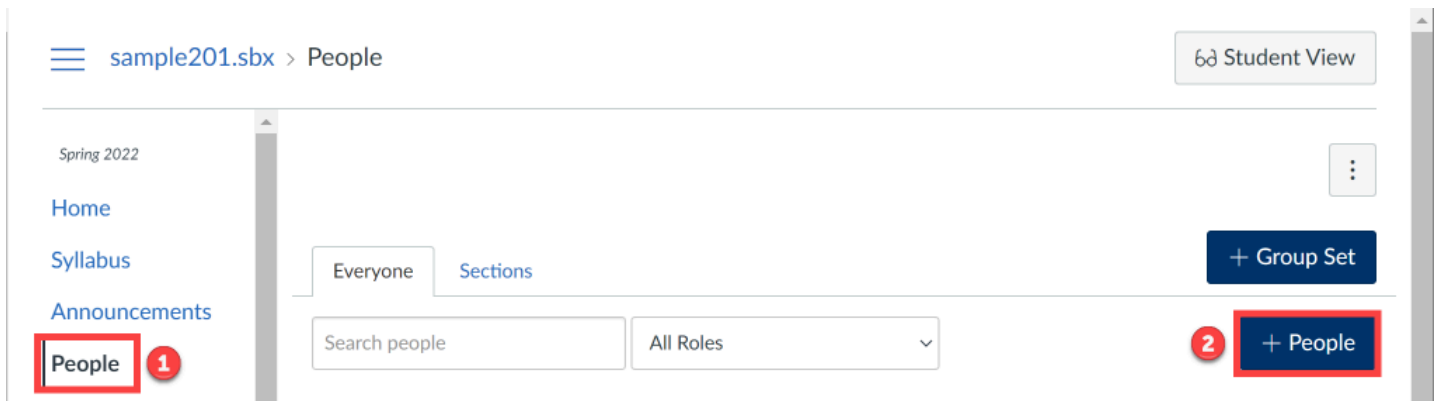 sample201.sbx > People
Student View
Spring 2022
Home
Syllabus
Announcements
People 1
Everyone Sections
+ Group Set
Search people All Roles
2 + People